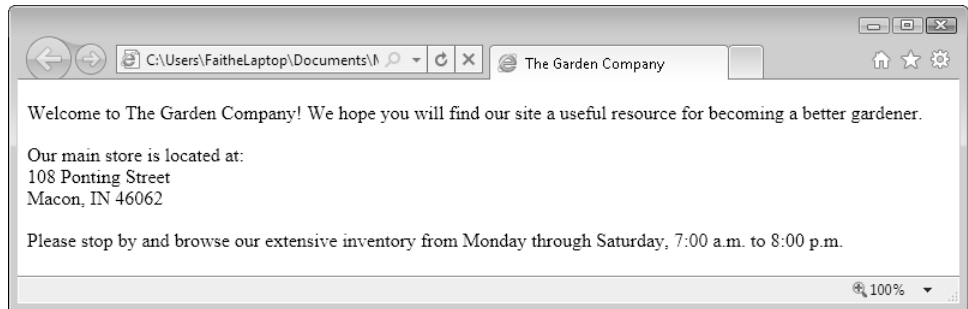 C:\Users\FaitheLaptop\Documents\M
The Garden Company
Welcome to The Garden Company! We hope you will find our site a useful resource for becoming a better gardener.
Our main store is located at:
108 Ponting Street
Macon, IN 46062
Please stop by and browse our extensive inventory from Monday through Saturday, 7:00 a.m. to 8:00 p.m.
100%